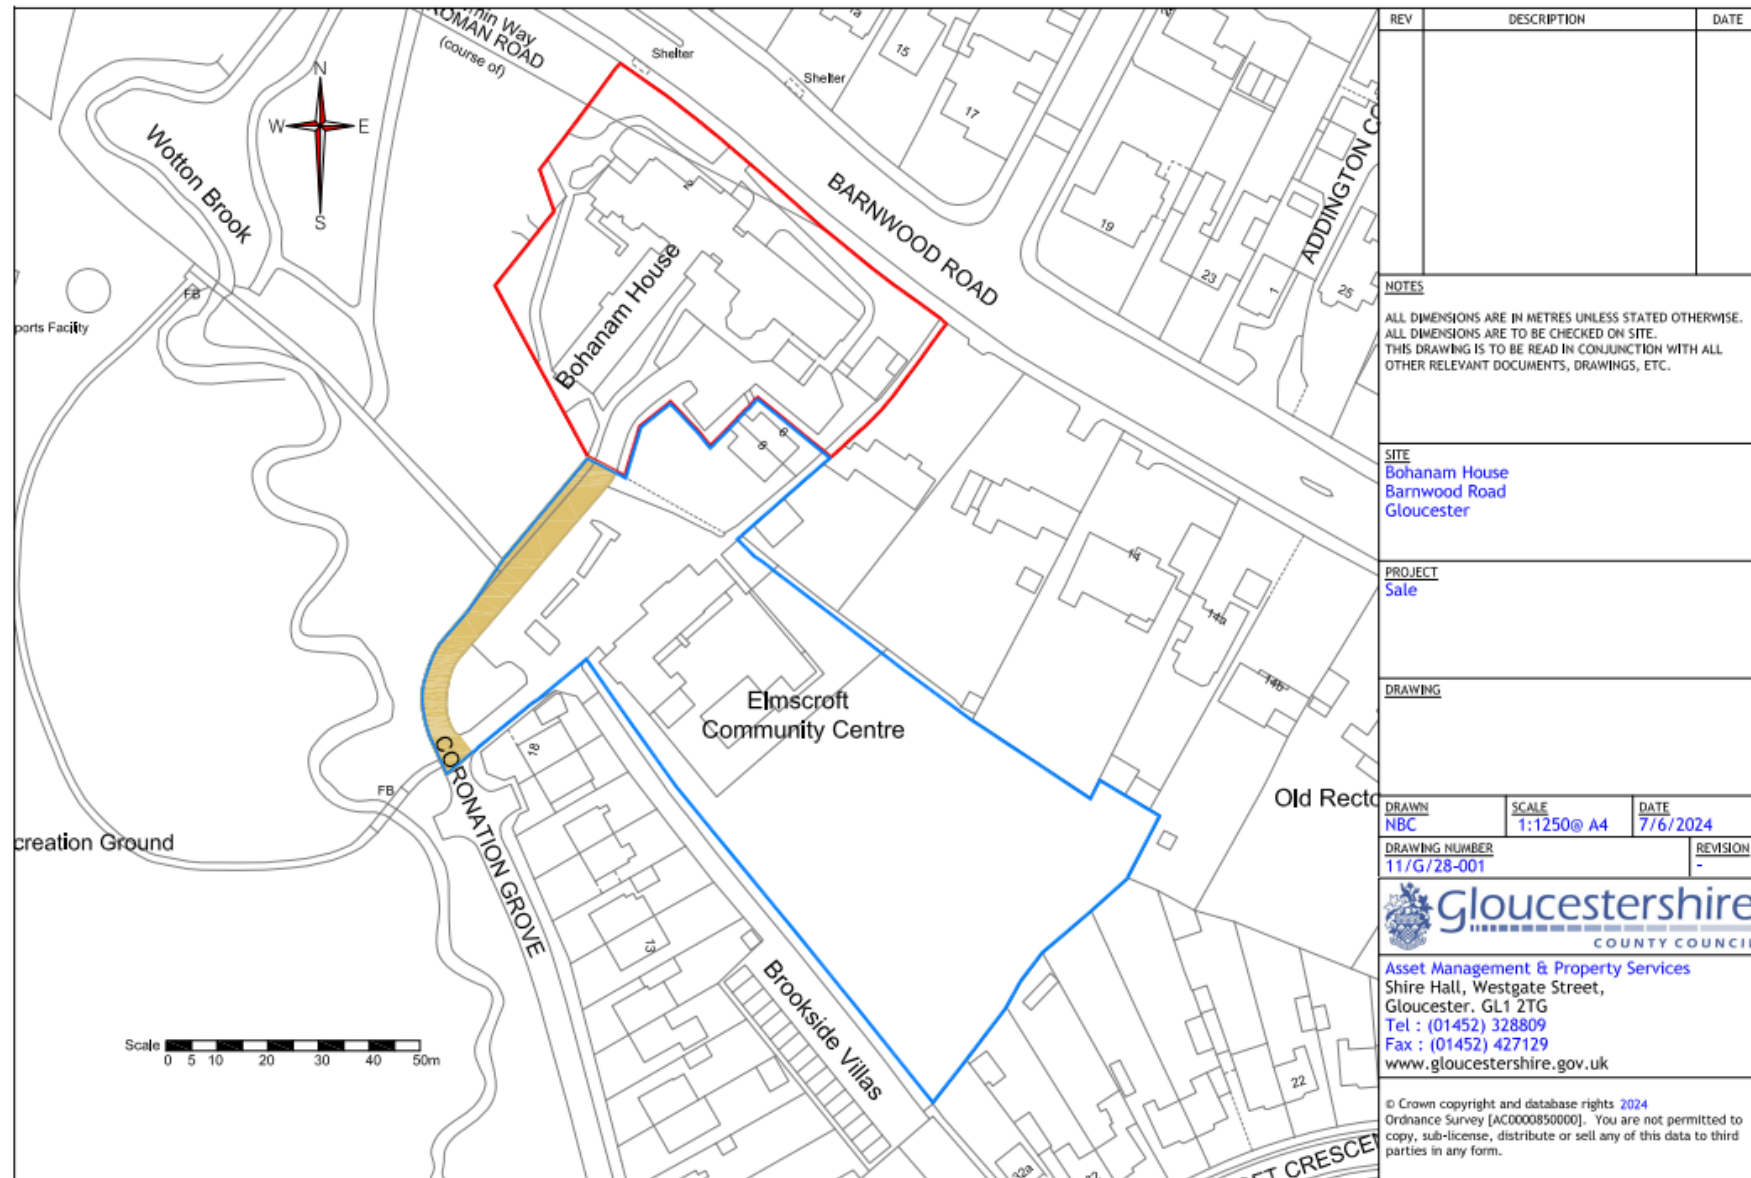 REV DESCRIPTION DATE
ROMAN ROAD
(course of)
Shelter
Shelter
15
17
19
23
1
25
ADDINGTON
N
W E
S
Wotton Brook
BARNWOOD ROAD
2
Bohanam House
FB
ports Facility
6
8
14
14a
14b
Elmscroft
Community Centre
Old Recto
18
CORONATION GROVE
FB
creation Ground
13
Brookside Villas
22
32a
CRESCEN
Scale
0 5 10 20 30 40 50m
NOTES
ALL DIMENSIONS ARE IN METRES UNLESS STATED OTHERWISE.
ALL DIMENSIONS ARE TO BE CHECKED ON SITE.
THIS DRAWING IS TO BE READ IN CONJUNCTION WITH ALL
OTHER RELEVANT DOCUMENTS, DRAWINGS, ETC.
SITE
Bohanam House
Barnwood Road
Gloucester
PROJECT
Sale
DRAWING
DRAWN SCALE DATE
NBC 1:1250@ A4 7/6/2024
DRAWING NUMBER REVISION
11/G/28-001 -
Gloucestershire
COUNTY COUNCIL
Asset Management & Property Services
Shire Hall, Westgate Street,
Gloucester. GL1 2TG
Tel : (01452) 328809
Fax : (01452) 427129
www.gloucestershire.gov.uk
© Crown copyright and database rights 2024
Ordnance Survey [AC0000850000]. You are not permitted to
copy, sub-license, distribute or sell any of this data to third
parties in any form.